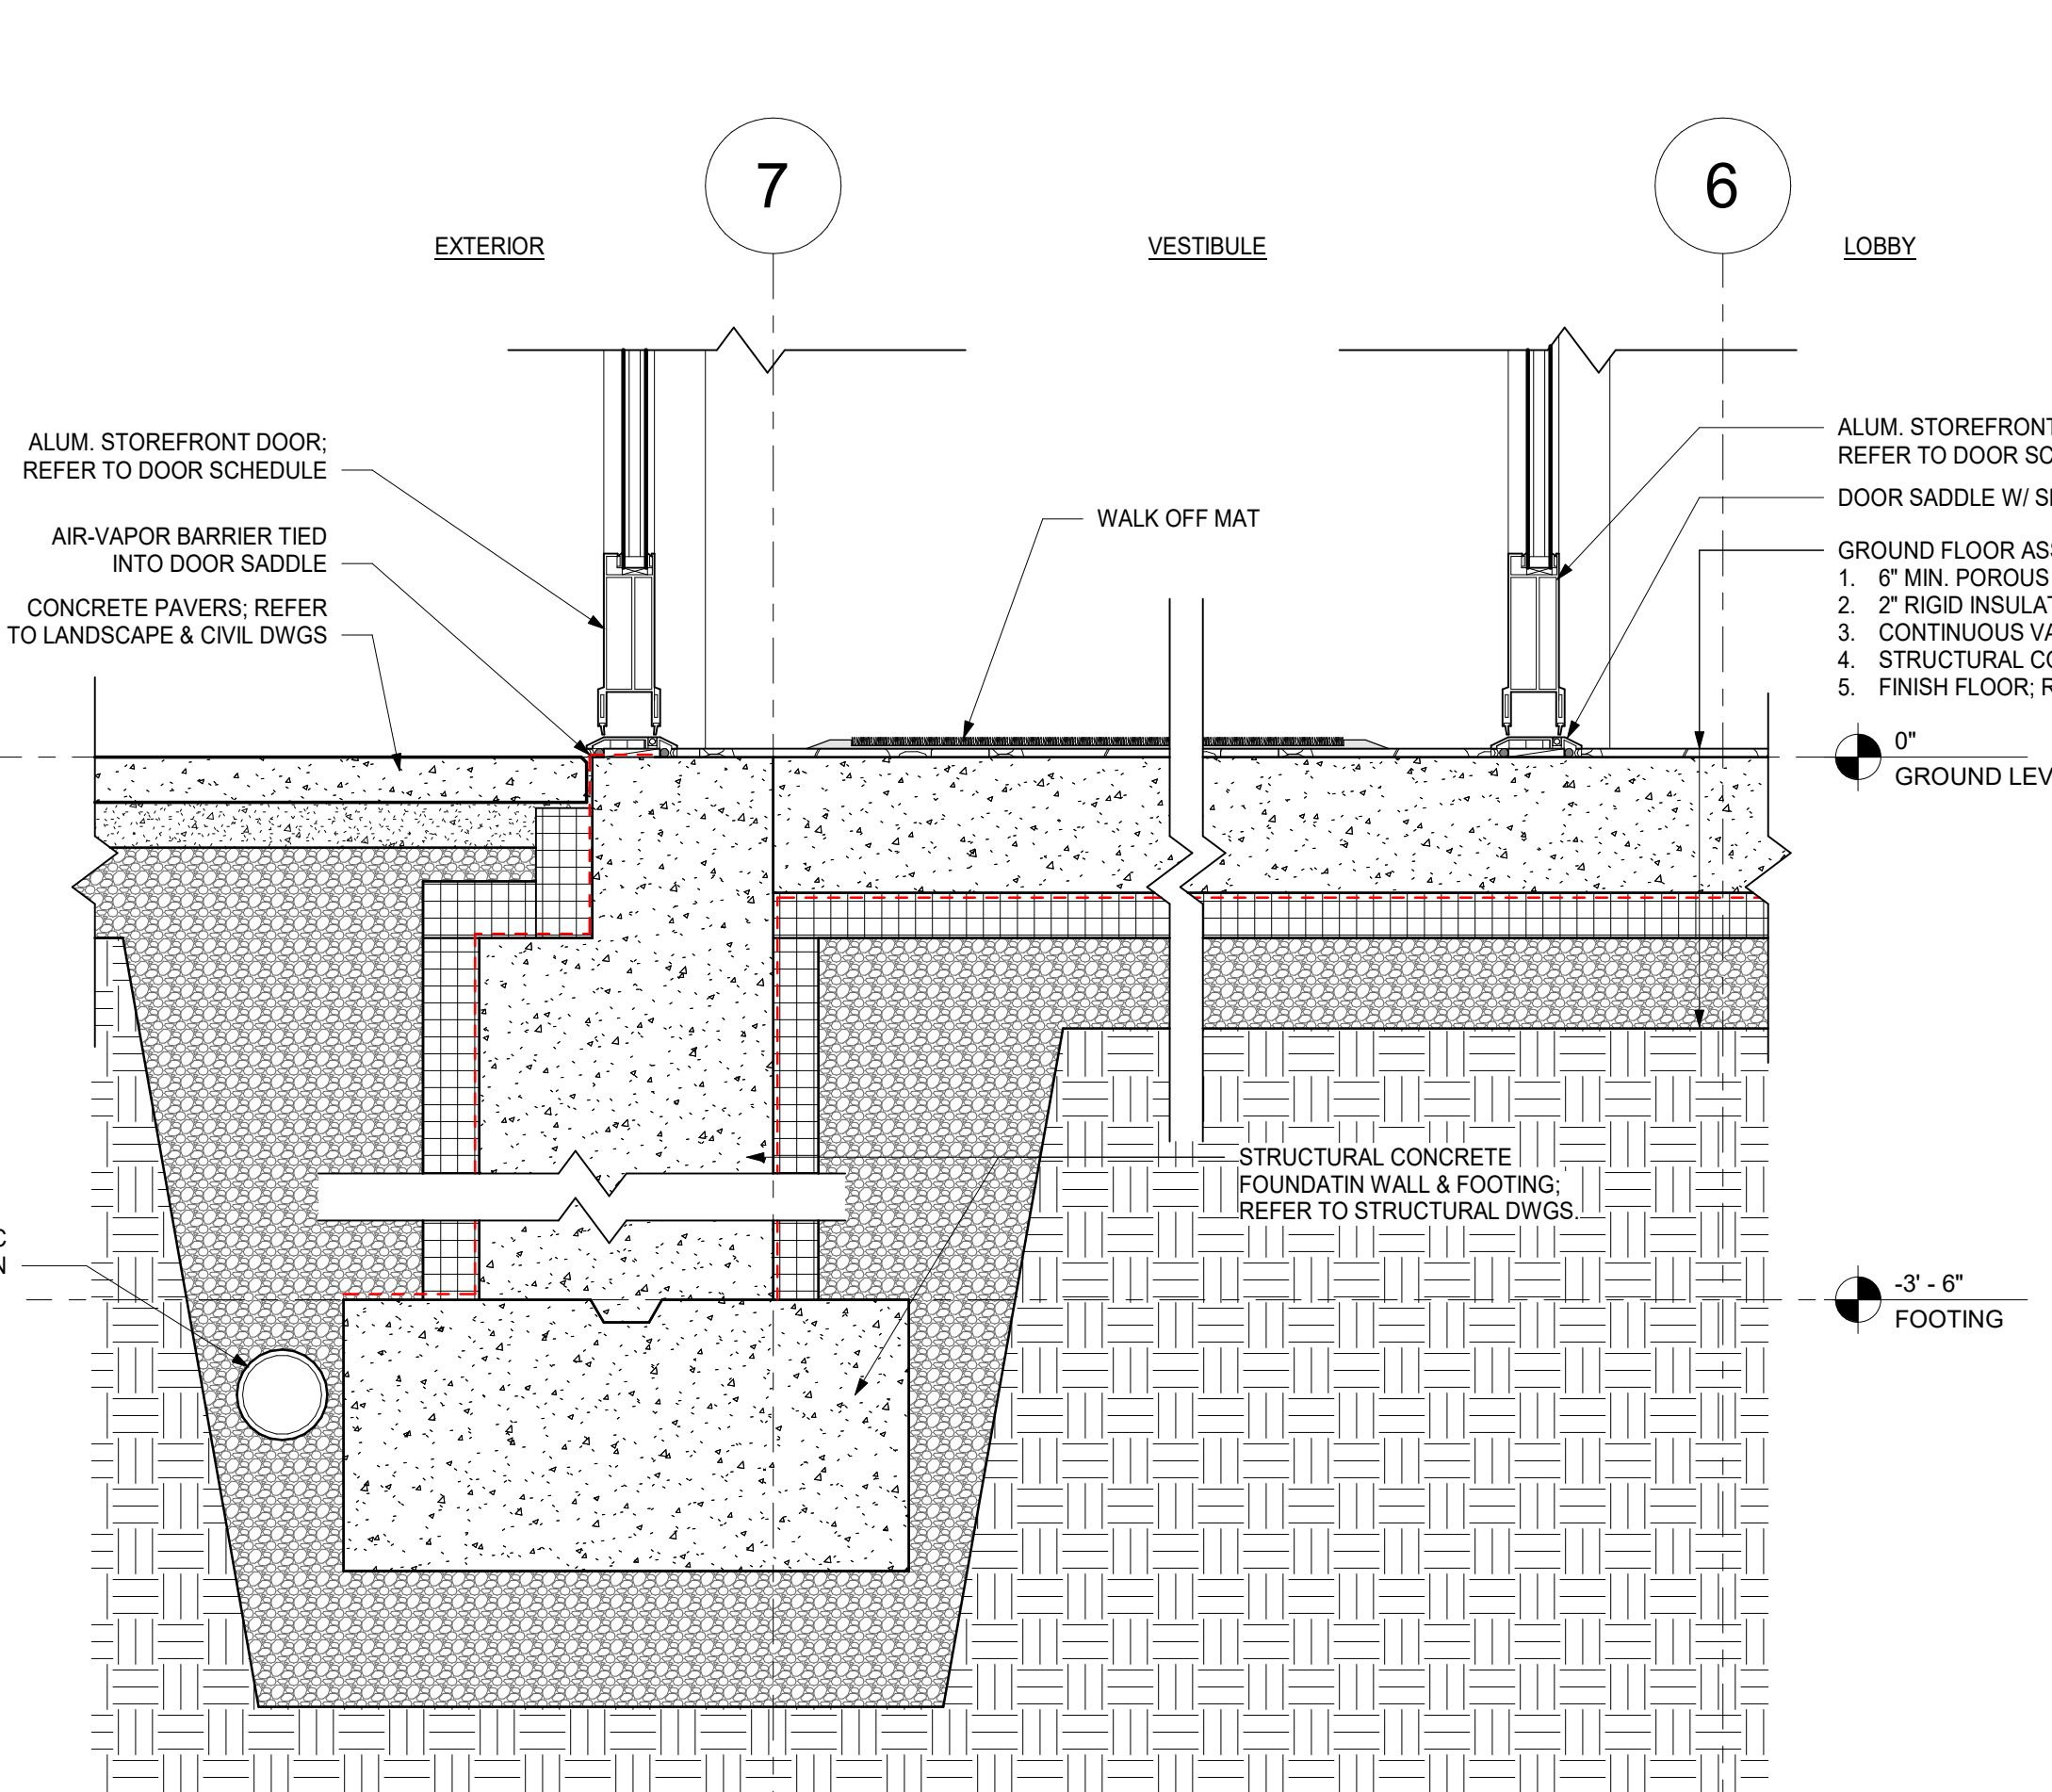 7
6
EXTERIOR
VESTIBULE
LOBBY
ALUM. STOREFRONT DOOR;
REFER TO DOOR SCHEDULE
AIR-VAPOR BARRIER TIED
INTO DOOR SADDLE
CONCRETE PAVERS; REFER
TO LANDSCAPE & CIVIL DWGS
WALK OFF MAT
ALUM. STOREFRONT
REFER TO DOOR SC
DOOR SADDLE W/
GROUND FLOOR ASS
1. 6" MIN. POROUS
2. 2" RIGID INSULAT
3. CONTINUOUS VA
4. STRUCTURAL CO
5. FINISH FLOOR; R
0"
GROUND LEV
STRUCTURAL CONCRETE
FOUNDATIN WALL & FOOTING;
REFER TO STRUCTURAL DWGS.
C
N
-3' - 6"
FOOTING